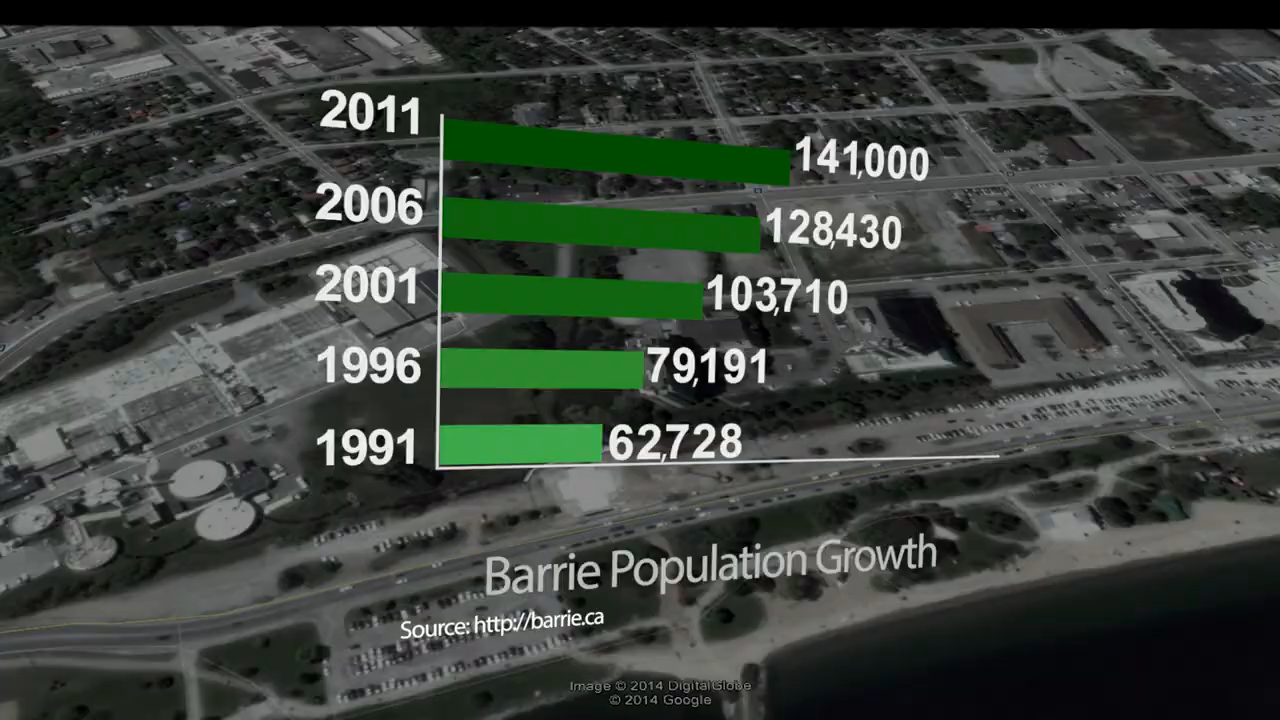 2011 141,000
2006 128,430
2001 103,710
1996 79,191
1991 62,728
Barrie Population Growth
Source: http://barrie.ca
Image © 2014 DigitalGlobe
© 2014 Google